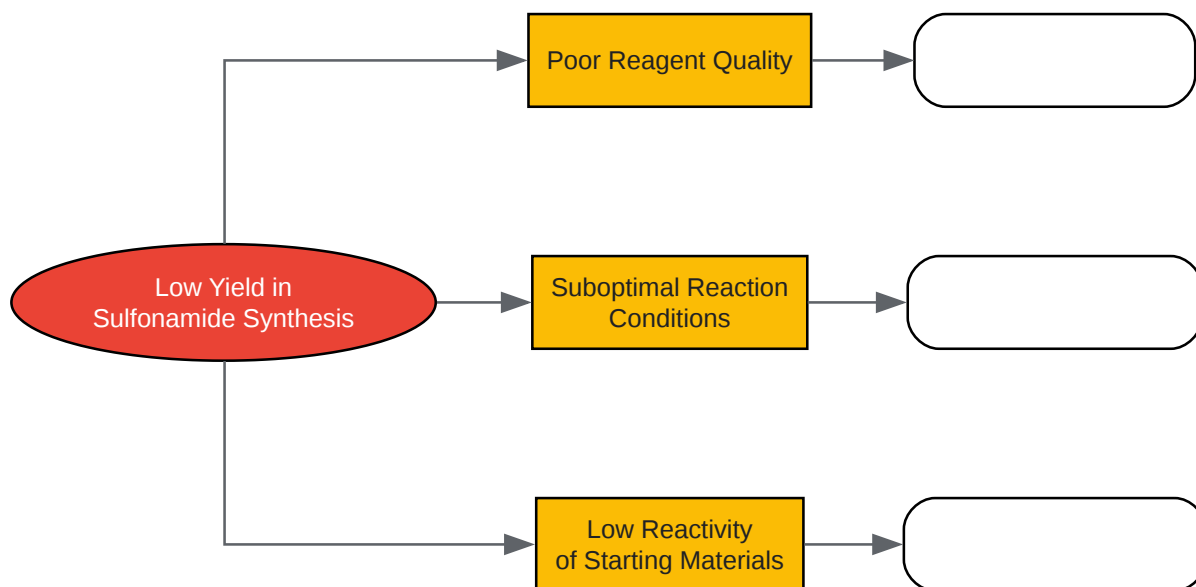 Poor Reagent Quality
Low Yield in
Sulfonamide Synthesis
Suboptimal Reaction
Conditions
Low Reactivity
of Starting Materials